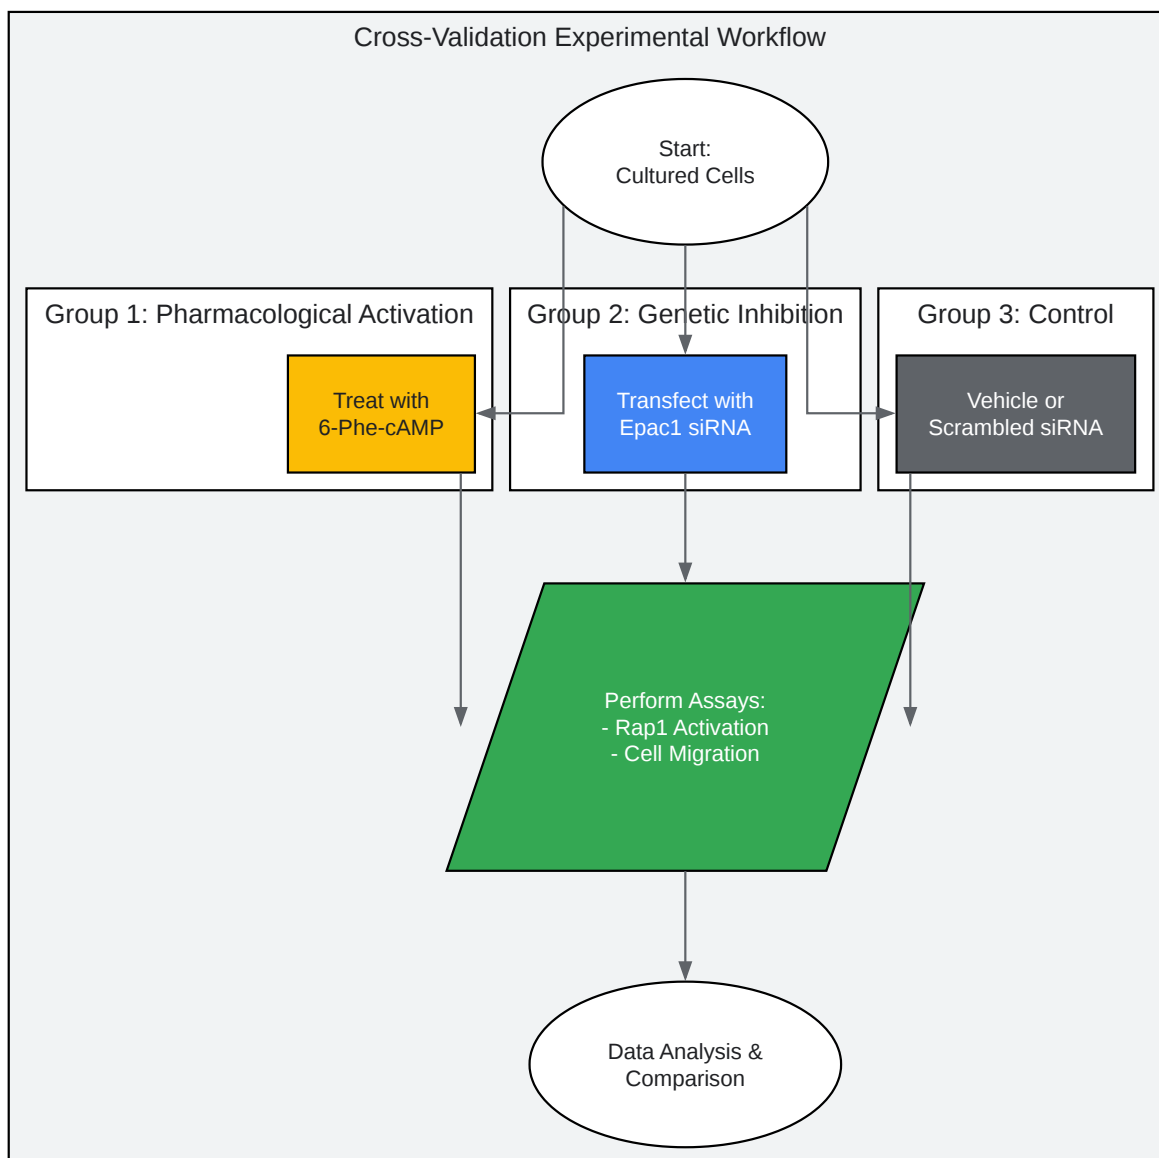 Cross-Validation Experimental Workflow
Start:
Cultured Cells
Group 1: Pharmacological Activation
Group 2: Genetic Inhibition
Group 3: Control
Treat with
6-Phe-cAMP
Transfect with
Epac1 siRNA
Vehicle or
Scrambled siRNA
Perform Assays:
- Rap1 Activation
- Cell Migration
Data Analysis &
Comparison